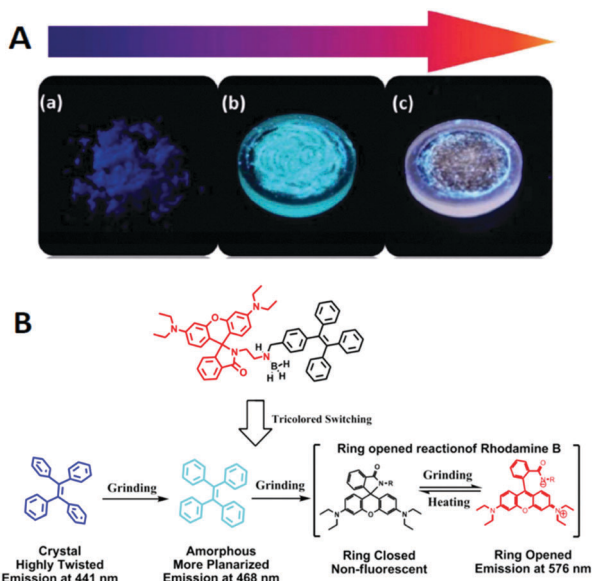 A
(a)
(b)
(c)
B
N
O
N
N
O
H
N
B
H
H
H
Tricolored Switching
Ring opened reactionof Rhodamine B
Grinding
Grinding
O
N-R
N
O
N
Grinding
Heating
O
N-R
N
O
N
Crystal
Highly Twisted
Emission at 441 nm
Amorphous
More Planarized
Emission at 468 nm
Ring Closed
Non-fluorescent
Ring Opened
Emission at 576 nm